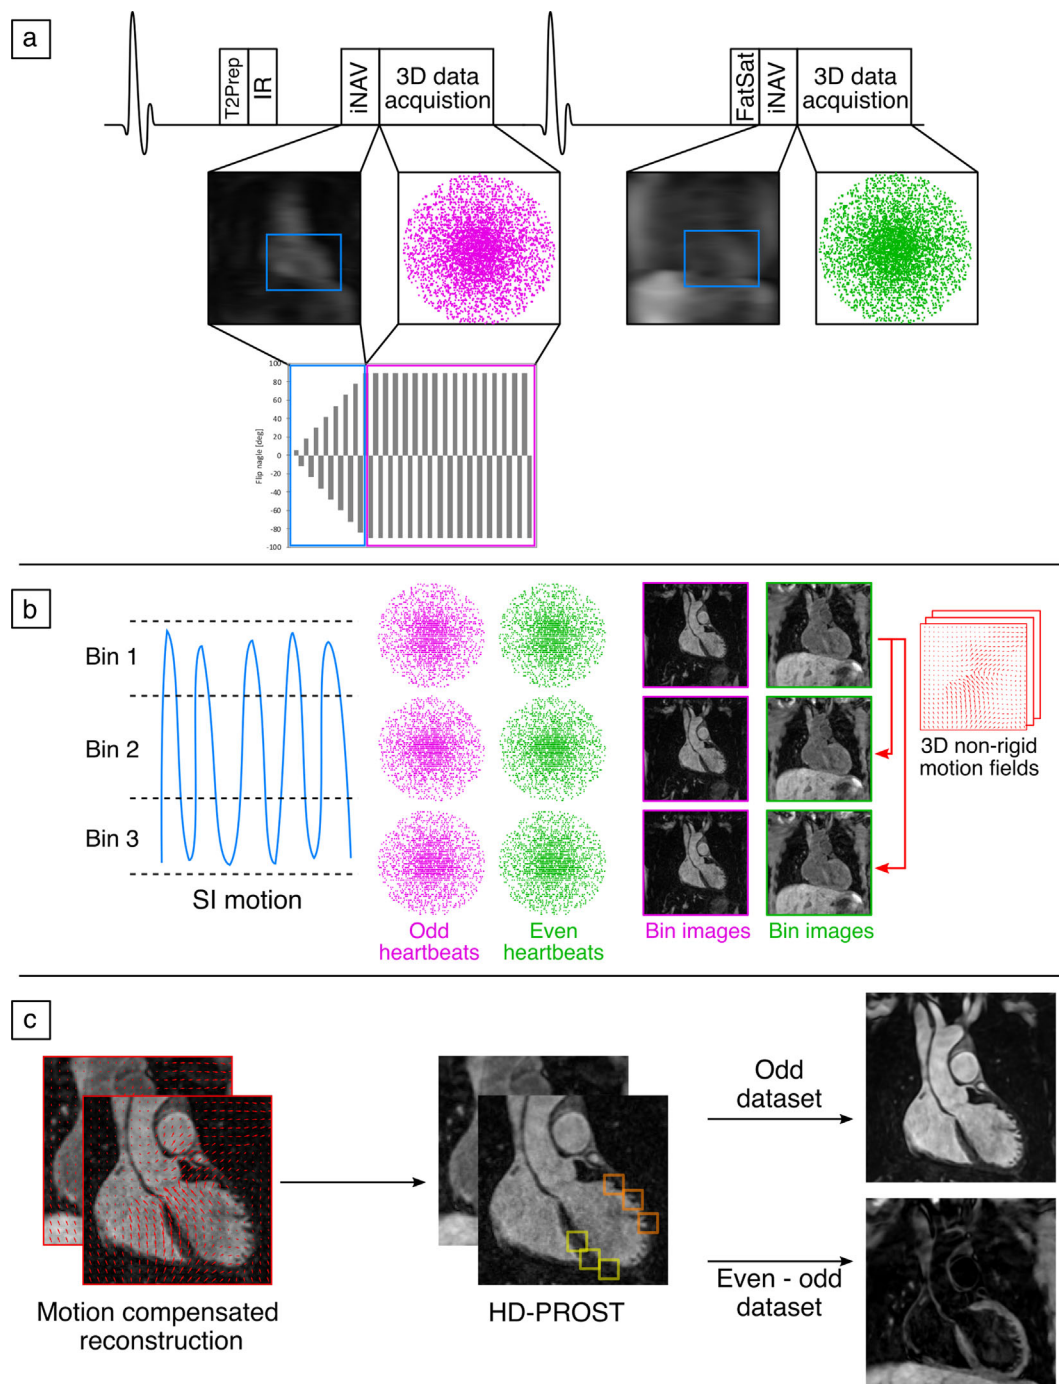 a
T2Prep
IR
iNAV
3D data
acquistion
FatSat
iNAV
3D data
acquistion
Flip nagle [deg]
100
80
60
40
20
0
-20
-40
-60
-80
-100
b
Bin 1
Bin 2
Bin 3
SI motion
Odd
heartbeats
Even
heartbeats
Bin images
Bin images
3D non-rigid
motion fields
c
Motion compensated
reconstruction
HD-PROST
Odd
dataset
Even - odd
dataset